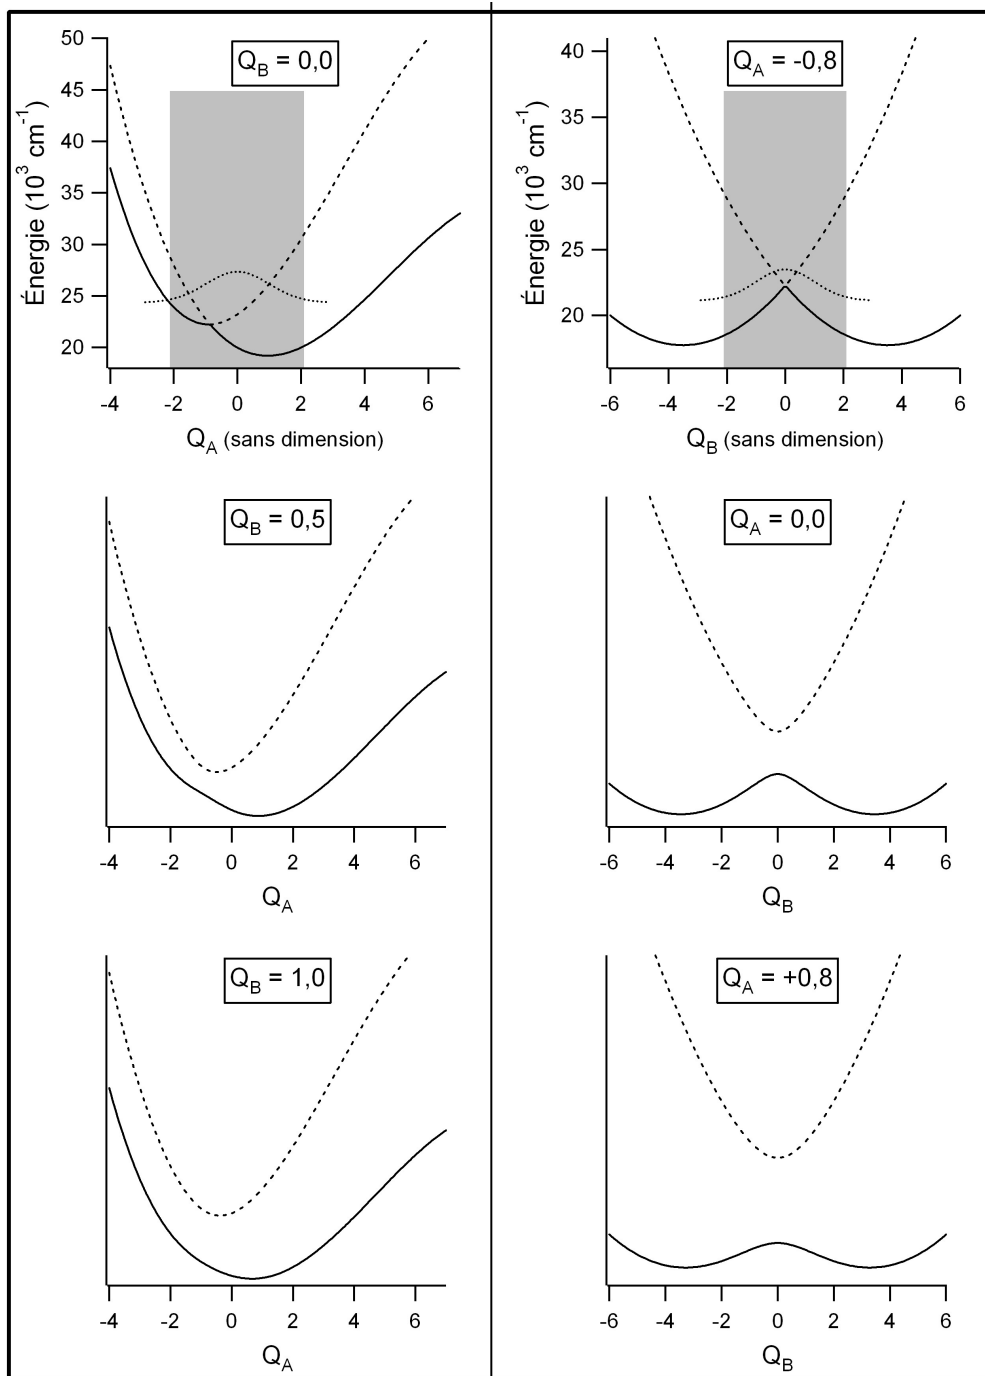 Q_B = 0,0
50
45
40
35
30
25
20
Énergie (10^3 cm^-1)
-4 -2 0 2 4 6
Q_A (sans dimension)
Q_A = -0,8
40
35
30
25
20
Énergie (10^3 cm^-1)
-6 -4 -2 0 2 4 6
Q_B (sans dimension)
Q_B = 0,5
-4 -2 0 2 4 6
Q_A
Q_A = 0,0
-6 -4 -2 0 2 4 6
Q_B
Q_B = 1,0
-4 -2 0 2 4 6
Q_A
Q_A = +0,8
-6 -4 -2 0 2 4 6
Q_B